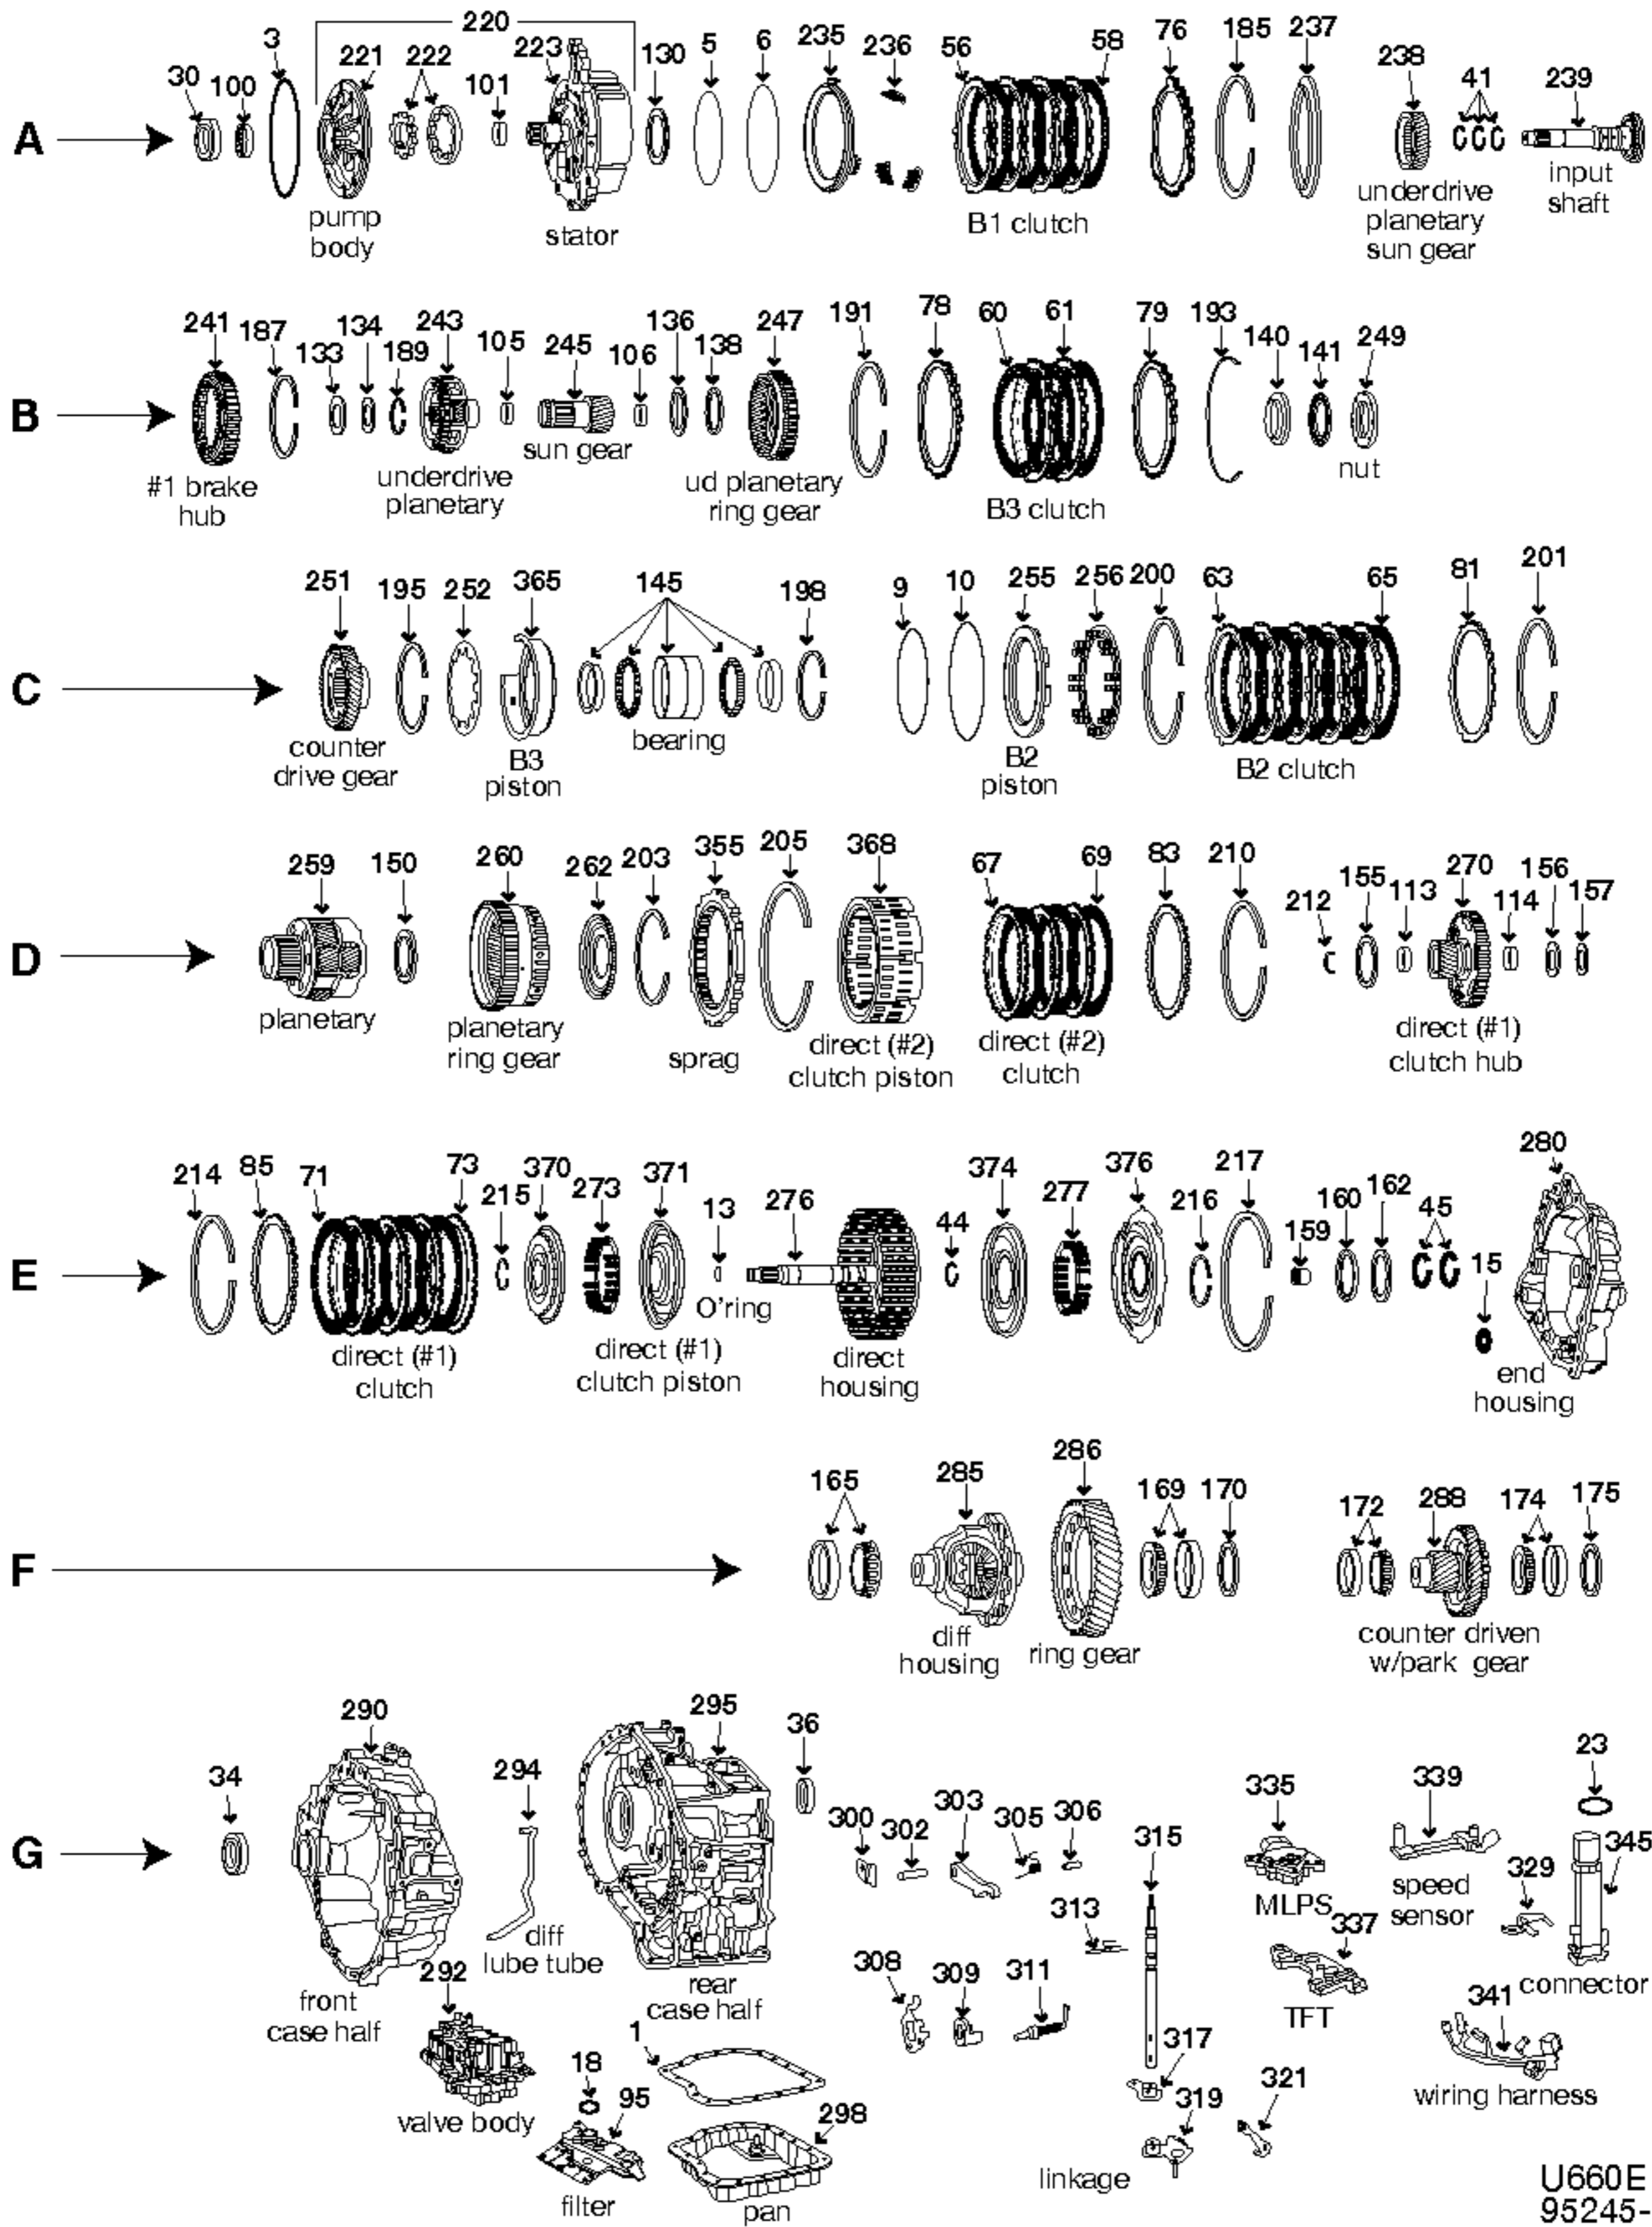 220
3
30
100
221
222
101
223
130
5
6
235
236
56
58
76
185
237
238
41
239
A
pump
body
stator
B1 clutch
underdrive
planetary
sun gear
input
shaft
241
187
133
134
189
243
105
245
106
136
138
247
191
78
60
61
79
193
140
141
249
B
#1 brake
hub
underdrive
planetary
sun gear
ud planetary
ring gear
B3 clutch
nut
251
195
252
365
145
198
9
10
255
256
200
63
65
81
201
C
counter
drive gear
B3
piston
bearing
B2
piston
B2 clutch
259
150
260
262
203
355
205
368
67
69
83
210
212
155
113
270
114
156
157
D
planetary
planetary
ring gear
sprag
direct (#2)
clutch piston
direct (#2)
clutch
direct (#1)
clutch hub
214
85
71
73
215
370
273
371
13
276
44
374
277
376
216
217
159
160
162
45
15
280
E
direct (#1)
clutch
direct (#1)
clutch piston
O'ring
direct
housing
end
housing
165
285
286
169
170
172
288
174
175
F
diff
housing
ring gear
counter driven
w/park gear
34
290
294
295
36
300
302
303
305
306
315
313
308
309
311
317
319
321
335
339
23
345
329
337
341
G
front
case half
diff
lube tube
rear
case half
292
valve body
18
95
filter
1
298
pan
linkage
MLPS
speed
sensor
TFT
connector
wiring harness
U660E
95245-